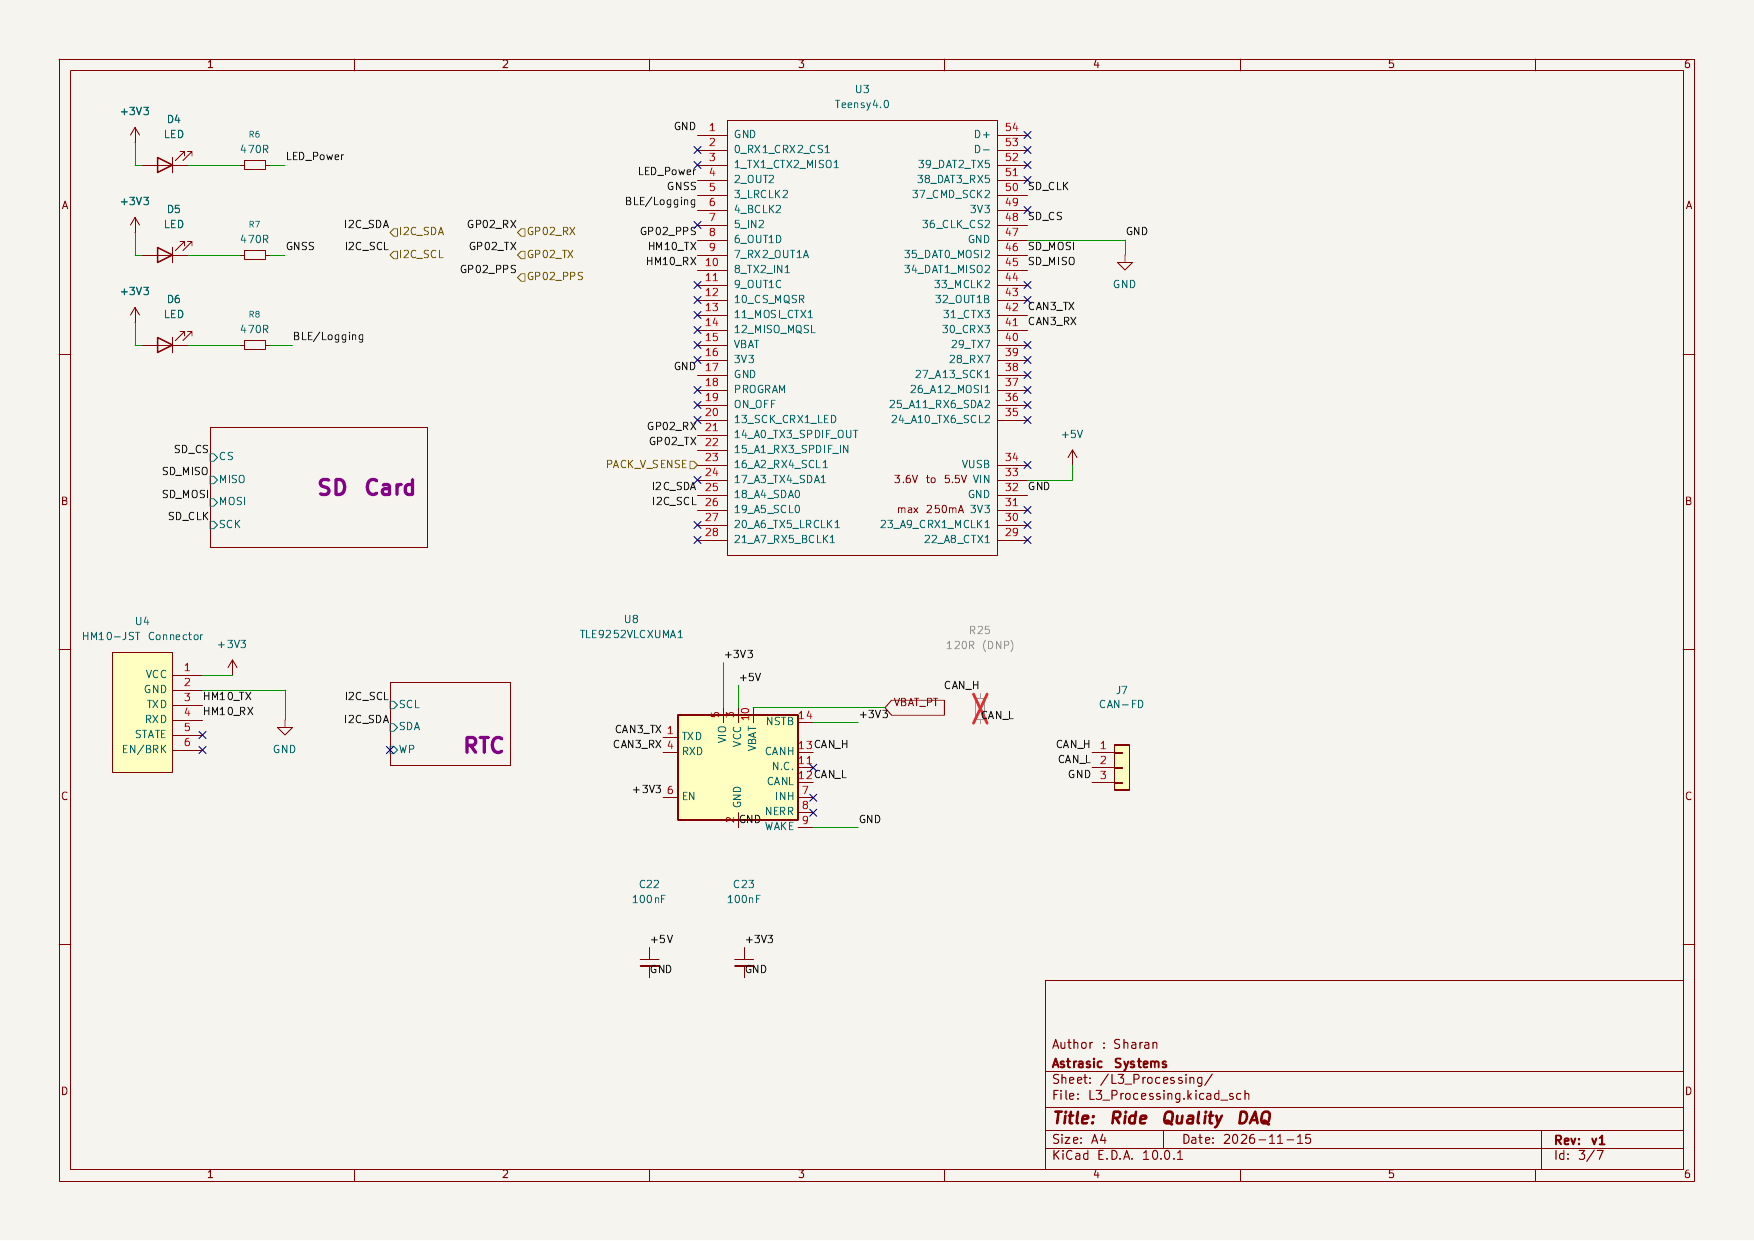 1 2 3 4 5 6
A A
B B
C C
D D
1 2 3 4 5 6
+3V3
D4
LED
R6
470R
LED_Power
+3V3
D5
LED
R7
470R
GNSS
+3V3
D6
LED
R8
470R
BLE/Logging
I2C_SDA I2C_SDA
I2C_SCL I2C_SCL
GP02_RX GP02_RX
GP02_TX GP02_TX
GP02_PPS GP02_PPS
U3
Teensy4.0
GND 1 GND
2 0_RX1_CRX2_CS1
3 1_TX1_CTX2_MISO1
LED_Power 4 2_OUT2
GNSS 5 3_LRCLK2
BLE/Logging 6 4_BCLK2
7 5_IN2
GP02_PPS 8 6_OUT1D
HM10_TX 9 7_RX2_OUT1A
HM10_RX 10 8_TX2_IN1
11 9_OUT1C
12 10_CS_MQSR
13 11_MOSI_CTX1
14 12_MISO_MQSL
15 VBAT
16 3V3
GND 17 GND
18 PROGRAM
19 ON_OFF
20 13_SCK_CRX1_LED
GP02_RX 21 14_A0_TX3_SPDIF_OUT
GP02_TX 22 15_A1_RX3_SPDIF_IN
PACK_V_SENSE 23 16_A2_RX4_SCL1
24 17_A3_TX4_SDA1
I2C_SDA 25 18_A4_SDA0
I2C_SCL 26 19_A5_SCL0
27 20_A6_TX5_LRCLK1
28 21_A7_RX5_BCLK1
D+ 54
D- 53
39_DAT2_TX5 52
38_DAT3_RX5 51
37_CMD_SCK2 50 SD_CLK
3V3 49
36_CLK_CS2 48 SD_CS
GND 47 GND
GND
35_DAT0_MOSI2 46 SD_MOSI
34_DAT1_MISO2 45 SD_MISO
33_MCLK2 44
32_OUT1B 43
31_CTX3 42 CAN3_TX
30_CRX3 41 CAN3_RX
29_TX7 40
28_RX7 39
27_A13_SCK1 38
26_A12_MOSI1 37
25_A11_RX6_SDA2 36
24_A10_TX6_SCL2 35
+5V
VUSB 34
3.6V to 5.5V VIN 33
GND 32 GND
max 250mA 3V3 31
23_A9_CRX1_MCLK1 30
22_A8_CTX1 29
SD_CS CS
SD_MISO MISO
SD_MOSI MOSI
SD_CLK SCK
SD Card
U4
HM10-JST Connector
+3V3
VCC 1
GND 2
TXD 3 HM10_TX
RXD 4 HM10_RX
STATE 5
EN/BRK 6
GND
I2C_SCL SCL
I2C_SDA SDA
WP
RTC
U8
TLE9252VLCXUMA1
+3V3
+5V
5 VIO
3 VCC
10 VBAT
VBAT_PT
CAN3_TX 1 TXD
CAN3_RX 4 RXD
+3V3 6 EN
NSTB 14 +3V3
CANH 13 CAN_H
N.C. 11
CANL 12 CAN_L
INH 7
NERR 8
WAKE 9 GND
GND 2 GND
R25
120R (DNP)
CAN_H
CAN_L
J7
CAN-FD
CAN_H 1
CAN_L 2
GND 3
C22
100nF
+5V
GND
C23
100nF
+3V3
GND
Author : Sharan
Astrasic Systems
Sheet: /L3_Processing/
File: L3_Processing.kicad_sch
Title: Ride Quality DAQ
Size: A4 Date: 2026-11-15 Rev: v1
KiCad E.D.A. 10.0.1 Id: 3/7